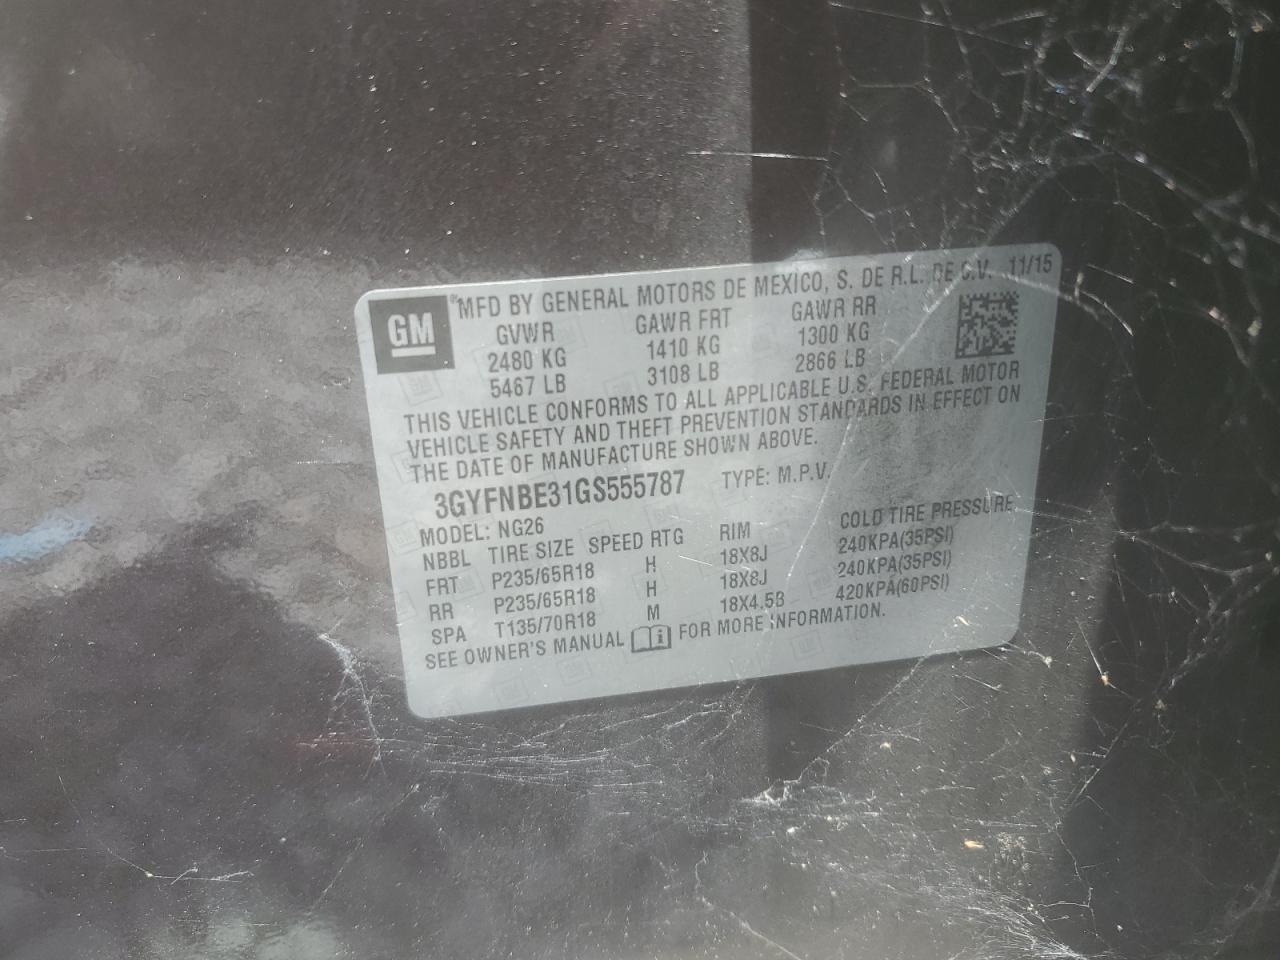 GM
®MFD BY GENERAL MOTORS DE MEXICO, S. DE R.L. DE C.V. 11/15
GVWR GAWR FRT GAWR RR
2480 KG 1410 KG 1300 KG
5467 LB 3108 LB 2866 LB
THIS VEHICLE CONFORMS TO ALL APPLICABLE U.S. FEDERAL MOTOR
VEHICLE SAFETY AND THEFT PREVENTION STANDARDS IN EFFECT ON
THE DATE OF MANUFACTURE SHOWN ABOVE.
3GYFNBE31GS555787 TYPE: M.P.V.
MODEL: NG26
NBBL TIRE SIZE SPEED RTG RIM COLD TIRE PRESSURE
FRT P235/65R18 H 18X8J 240KPA(35PSI)
RR P235/65R18 H 18X8J 240KPA(35PSI)
SPA T135/70R18 M 18X4.5B 420KPA(60PSI)
SEE OWNER'S MANUAL FOR MORE INFORMATION.